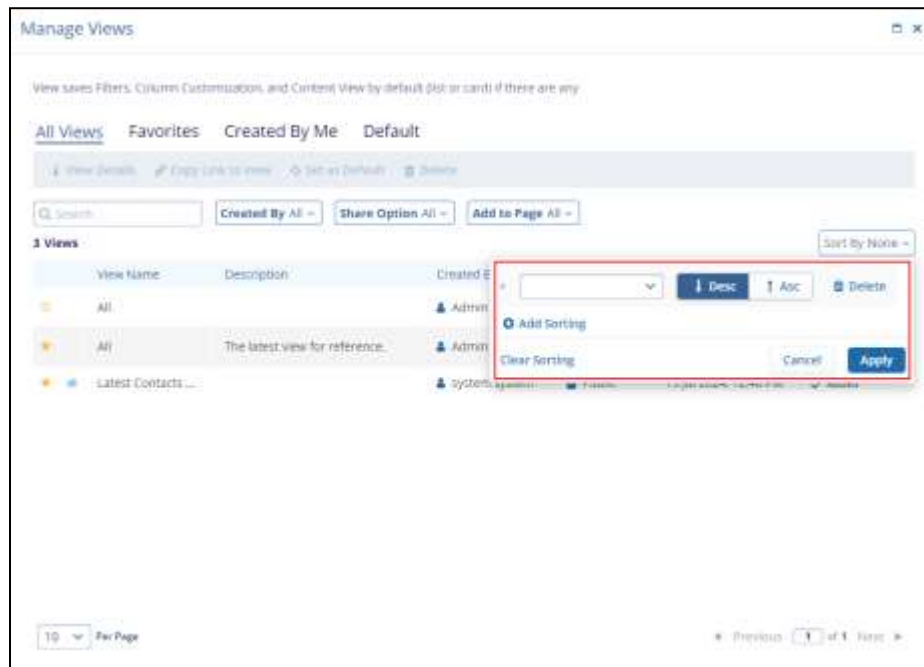 Manage Views
View saves Filters, Column Customization, and Content View by default (list or card) if there are any
All Views Favorites Created By Me Default
View Details Copy Link to View Set as Default Delete
Search Created By All Share Option All Add to Page All
3 Views Sort By None
View Name Description Created
All Admin
All The latest view for reference. Admin
Latest Contacts ... system
Desc Asc Delete
Add Sorting
Clear Sorting Cancel Apply
10 Per Page Previous 1 of 1 Next